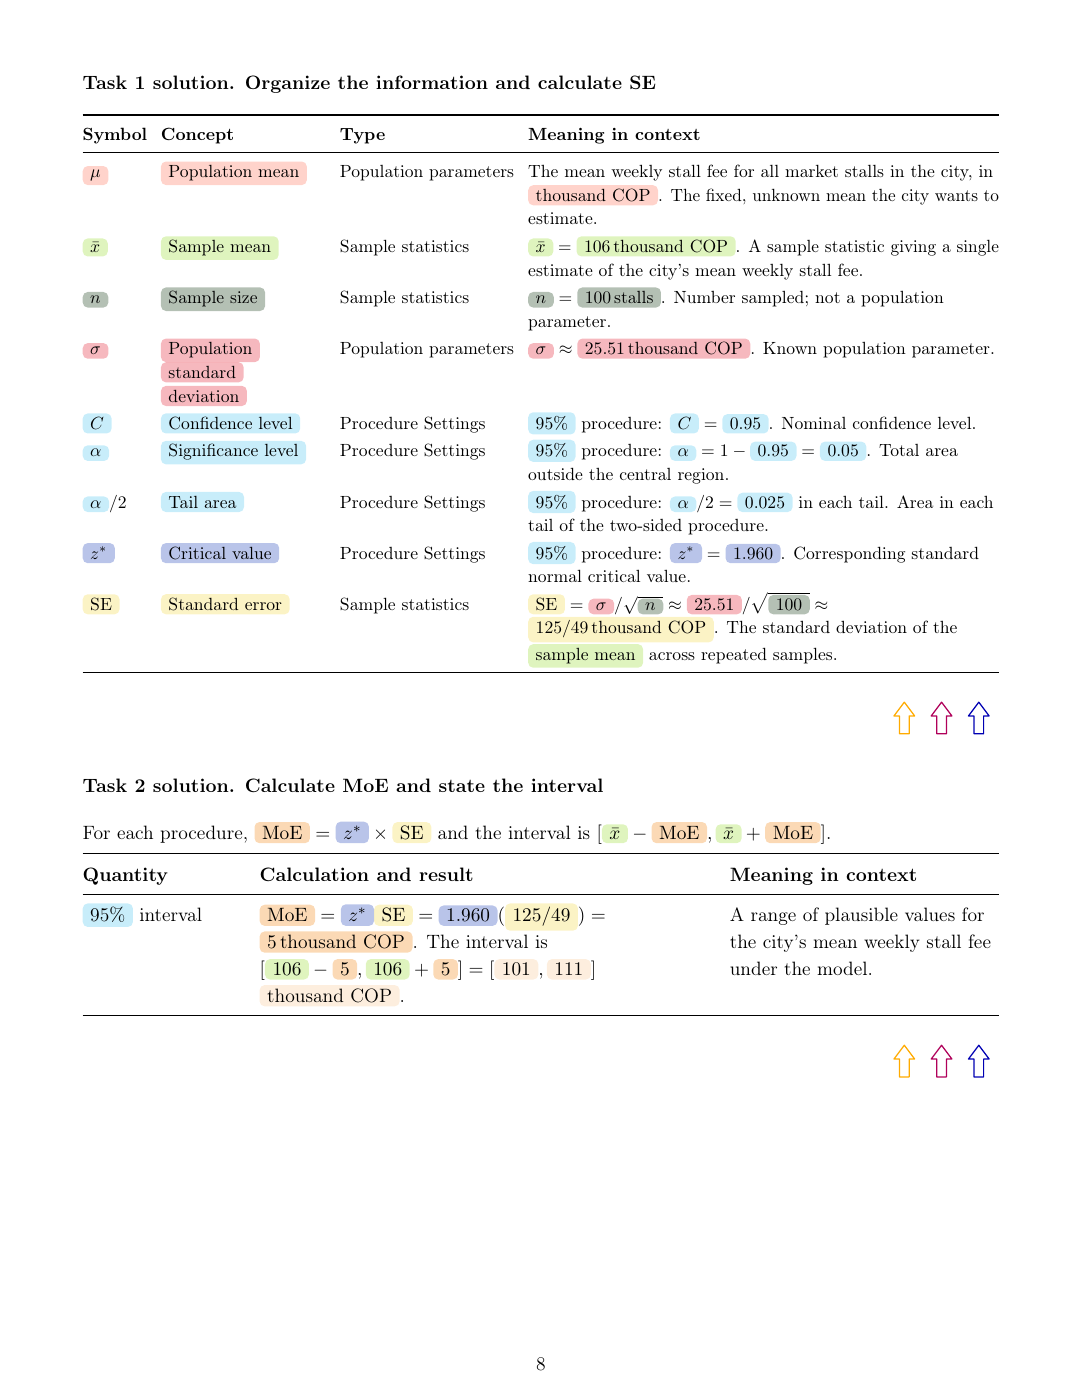 Task 1 solution. Organize the information and calculate SE
Symbol Concept Type Meaning in context
μ Population mean Population parameters The mean weekly stall fee for all market stalls in the city, in
thousand COP. The fixed, unknown mean the city wants to
estimate.
x̄ Sample mean Sample statistics x̄ = 106 thousand COP. A sample statistic giving a single
estimate of the city's mean weekly stall fee.
n Sample size Sample statistics n = 100 stalls. Number sampled; not a population
parameter.
σ Population Population parameters σ ≈ 25.51 thousand COP. Known population parameter.
standard
deviation
C Confidence level Procedure Settings 95% procedure: C = 0.95. Nominal confidence level.
α Significance level Procedure Settings 95% procedure: α = 1 − 0.95 = 0.05. Total area
outside the central region.
α/2 Tail area Procedure Settings 95% procedure: α/2 = 0.025 in each tail. Area in each
tail of the two-sided procedure.
z* Critical value Procedure Settings 95% procedure: z* = 1.960. Corresponding standard
normal critical value.
SE Standard error Sample statistics SE = σ/√n ≈ 25.51/√100 ≈
125/49 thousand COP. The standard deviation of the
sample mean across repeated samples.
Task 2 solution. Calculate MoE and state the interval
For each procedure, MoE = z* × SE and the interval is [x̄ − MoE, x̄ + MoE].
Quantity Calculation and result Meaning in context
95% interval MoE = z* SE = 1.960(125/49) = A range of plausible values for
5 thousand COP. The interval is the city's mean weekly stall fee
[106 − 5, 106 + 5] = [101, 111] under the model.
thousand COP.
8